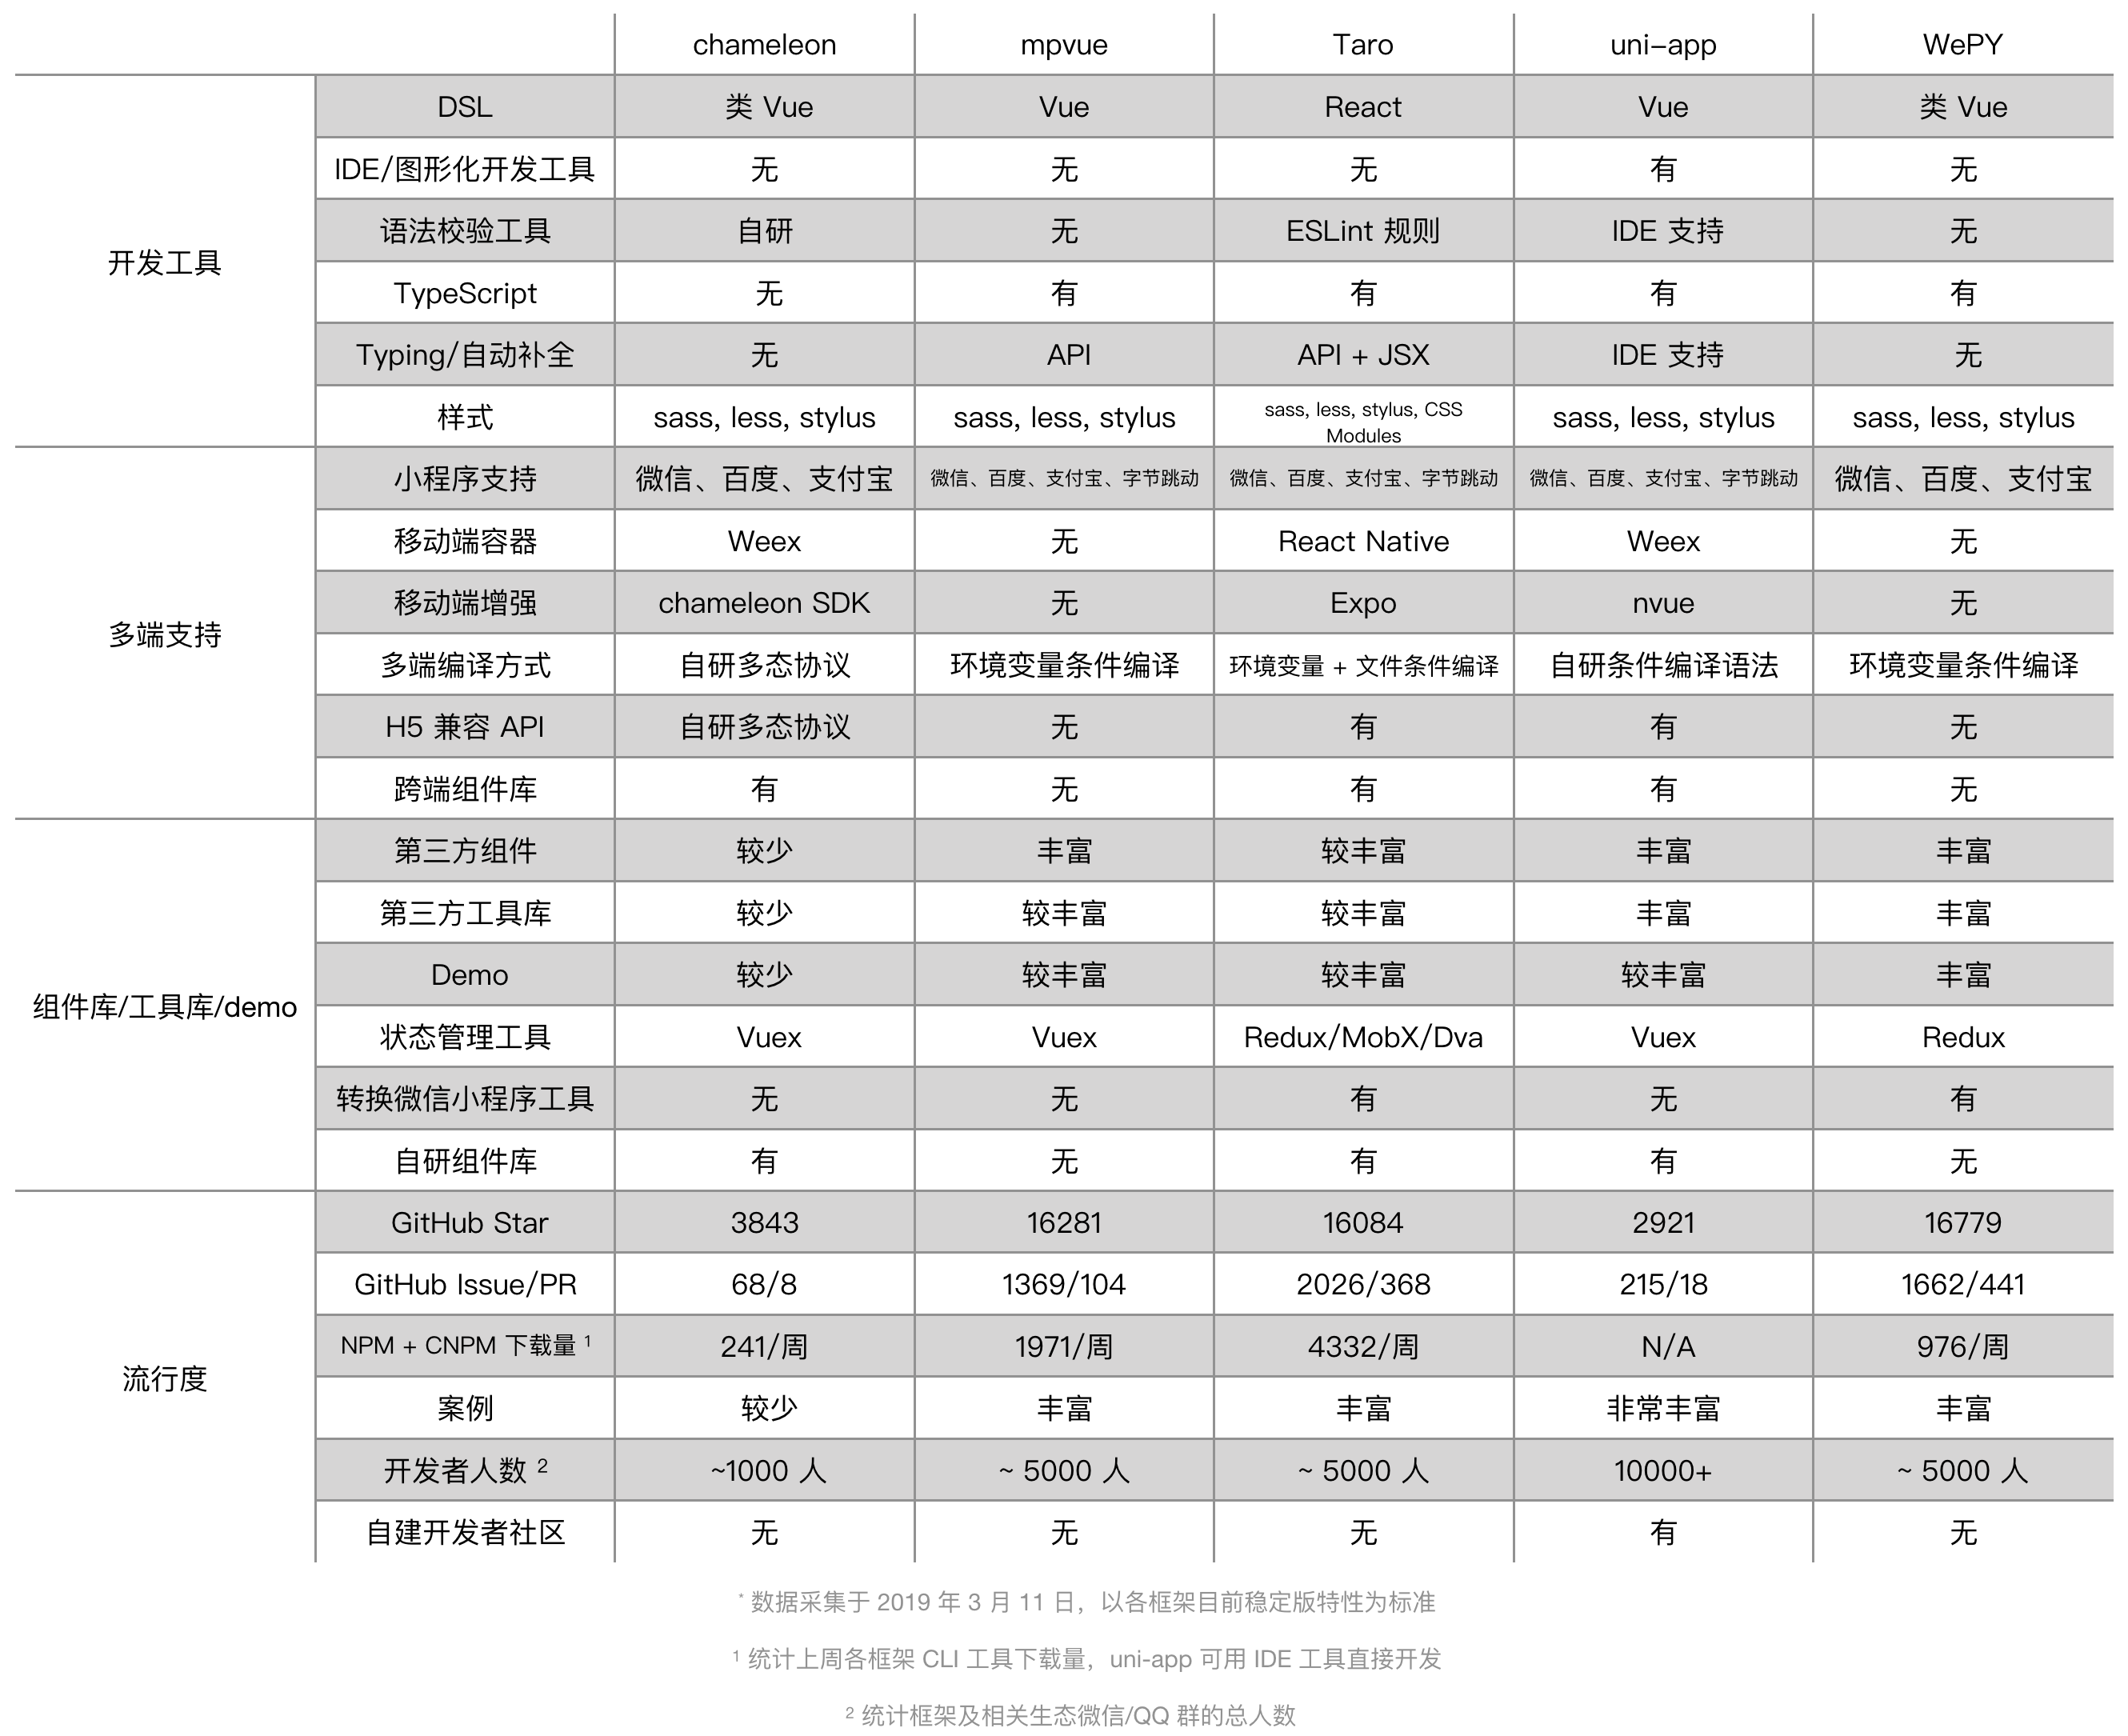 chameleon mpvue Taro uni-app WePY
开发工具
DSL 类 Vue Vue React Vue 类 Vue
IDE/图形化开发工具 无 无 无 有 无
语法校验工具 自研 无 ESLint 规则 IDE 支持 无
TypeScript 无 有 有 有 有
Typing/自动补全 无 API API + JSX IDE 支持 无
样式 sass, less, stylus sass, less, stylus sass, less, stylus, CSS Modules sass, less, stylus sass, less, stylus
多端支持
小程序支持 微信、百度、支付宝 微信、百度、支付宝、字节跳动 微信、百度、支付宝、字节跳动 微信、百度、支付宝、字节跳动 微信、百度、支付宝
移动端容器 Weex 无 React Native Weex 无
移动端增强 chameleon SDK 无 Expo nvue 无
多端编译方式 自研多态协议 环境变量条件编译 环境变量 + 文件条件编译 自研条件编译语法 环境变量条件编译
H5 兼容 API 自研多态协议 无 有 有 无
跨端组件库 有 无 有 有 无
组件库/工具库/demo
第三方组件 较少 丰富 较丰富 丰富 丰富
第三方工具库 较少 较丰富 较丰富 丰富 丰富
Demo 较少 较丰富 较丰富 较丰富 丰富
状态管理工具 Vuex Vuex Redux/MobX/Dva Vuex Redux
转换微信小程序工具 无 无 有 无 有
自研组件库 有 无 有 有 无
流行度
GitHub Star 3843 16281 16084 2921 16779
GitHub Issue/PR 68/8 1369/104 2026/368 215/18 1662/441
NPM + CNPM 下载量 ¹ 241/周 1971/周 4332/周 N/A 976/周
案例 较少 丰富 丰富 非常丰富 丰富
开发者人数 ² ~1000 人 ~ 5000 人 ~ 5000 人 10000+ ~ 5000 人
自建开发者社区 无 无 无 有 无
* 数据采集于 2019 年 3 月 11 日，以各框架目前稳定版特性为标准
¹ 统计上周各框架 CLI 工具下载量，uni-app 可用 IDE 工具直接开发
² 统计框架及相关生态微信/QQ 群的总人数